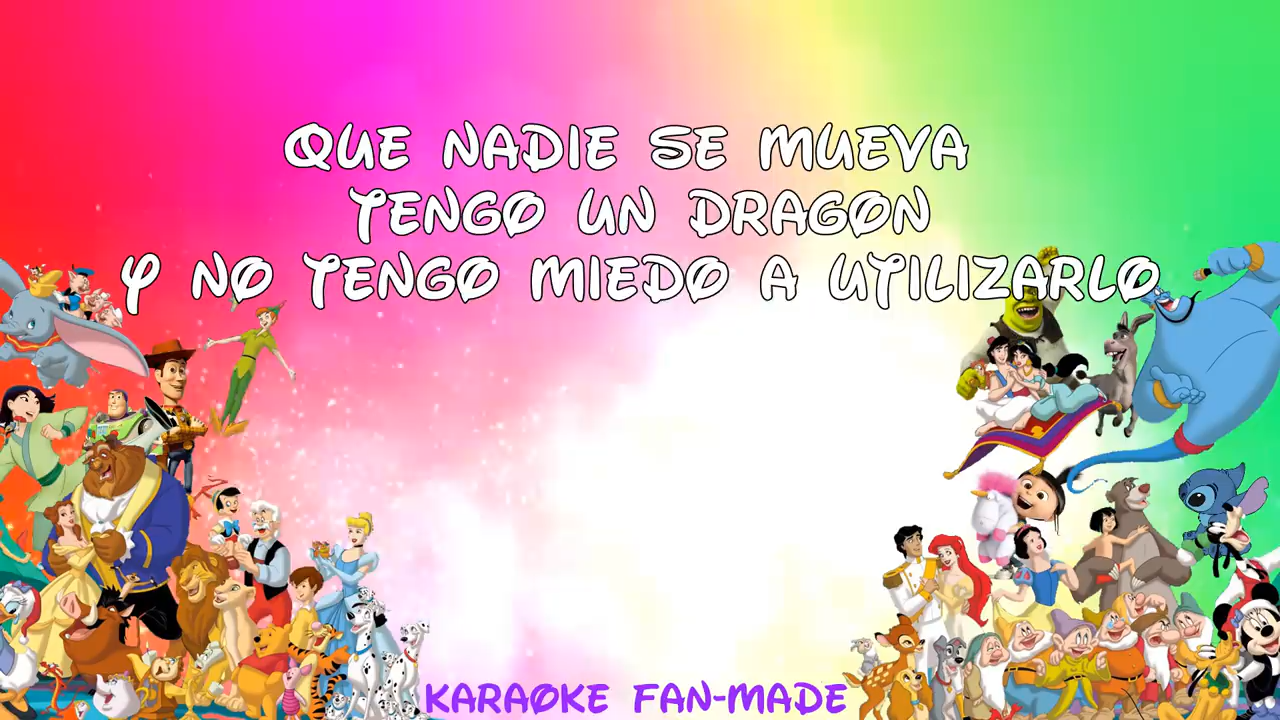 QUE NADIE SE MUEVA
TENGO UN DRAGON
Y NO TENGO MIEDO A UTILIZARLO
KARAOKE FAN-MADE